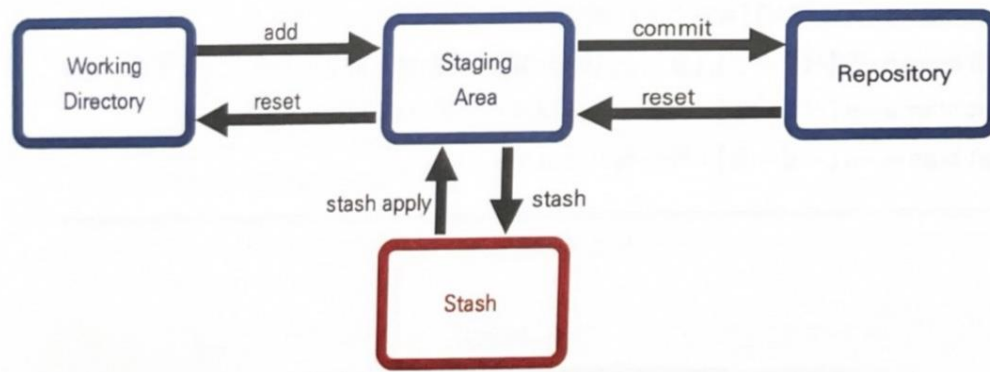 add
commit
Working
Directory
Staging
Area
Repository
reset
reset
stash apply
stash
Stash